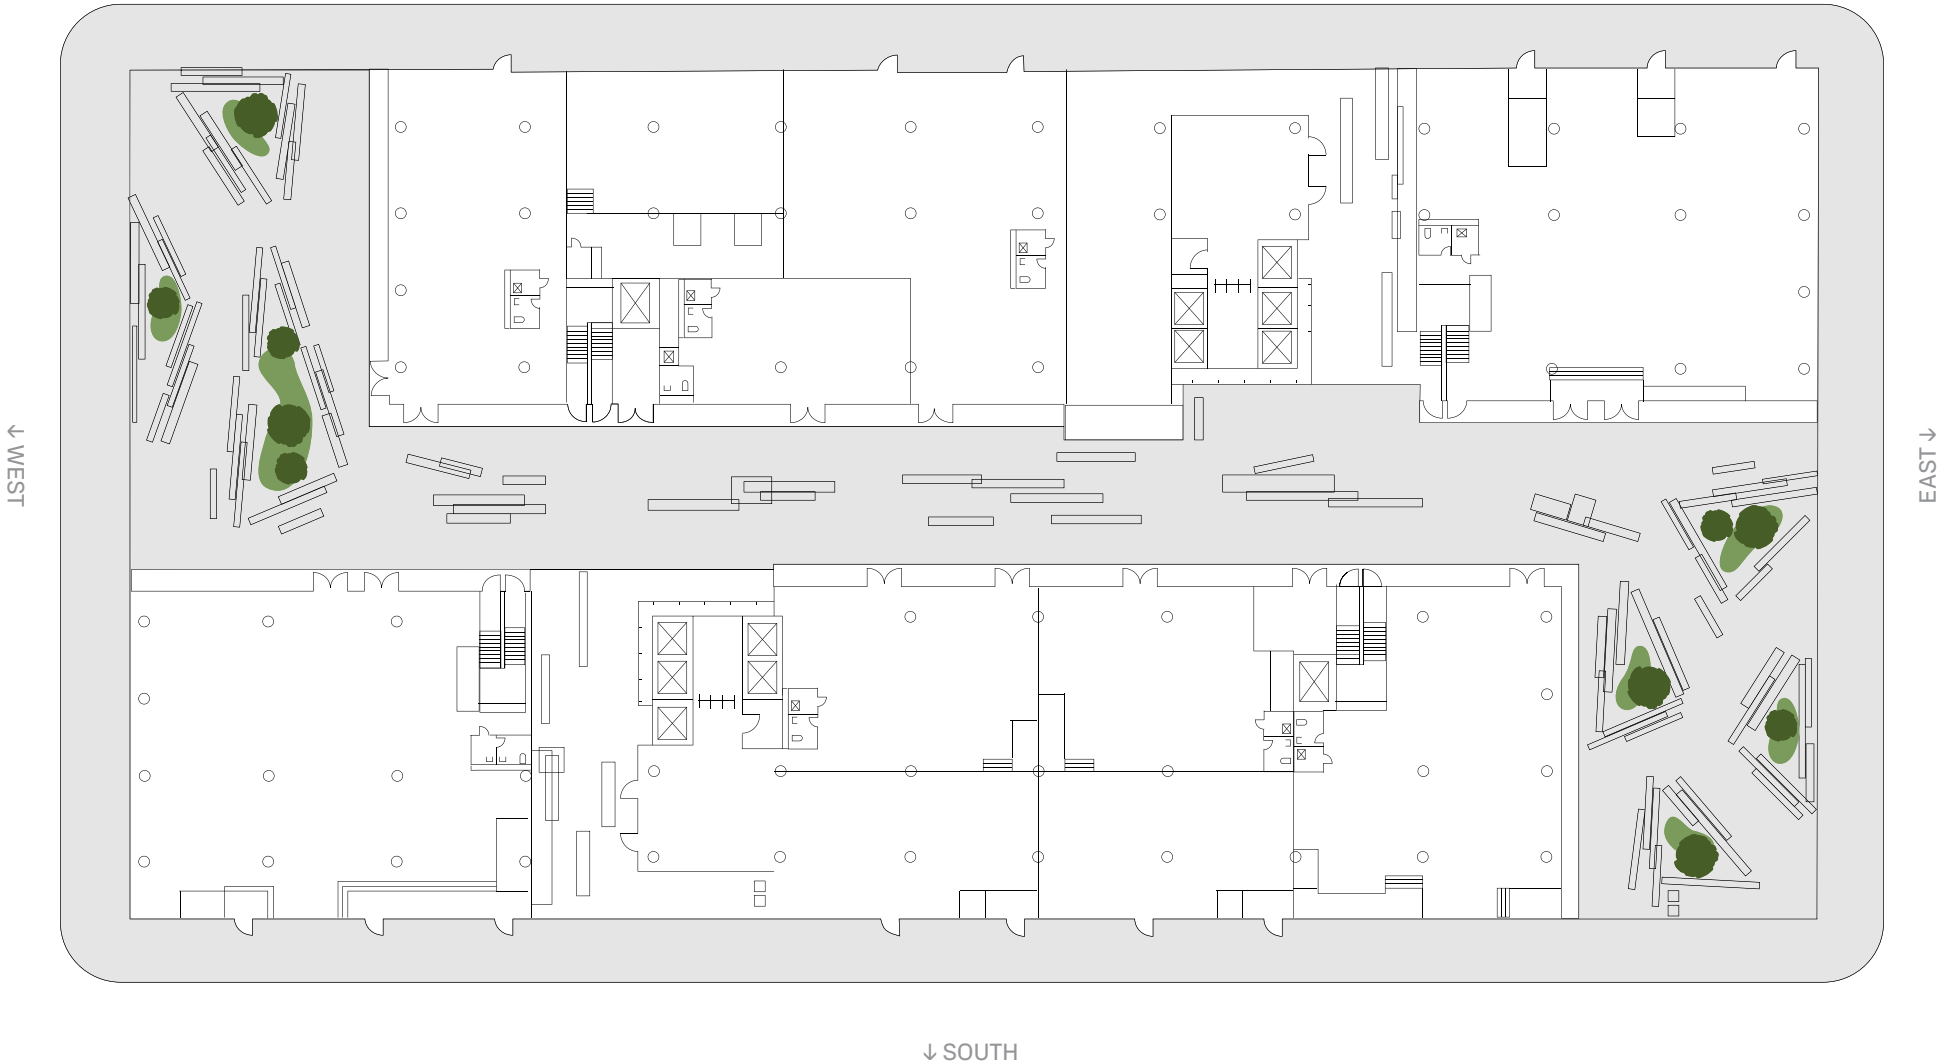 ↓ WEST
EAST ↓
↓ SOUTH